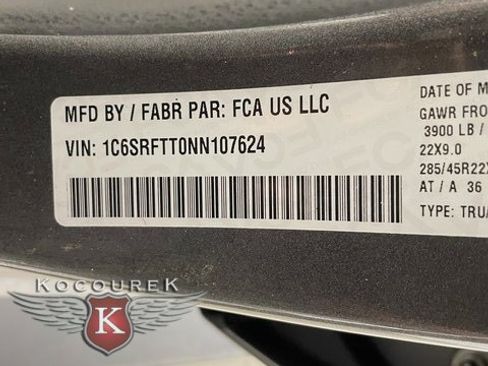 MFD BY / FABR PAR: FCA US LLC
VIN: 1C6SRFTT0NN107624
DATE OF M
GAWR FRO
3900 LB /
22X9.0
285/45R22X
AT / A 36
TYPE: TRU
KOCOUREK
K